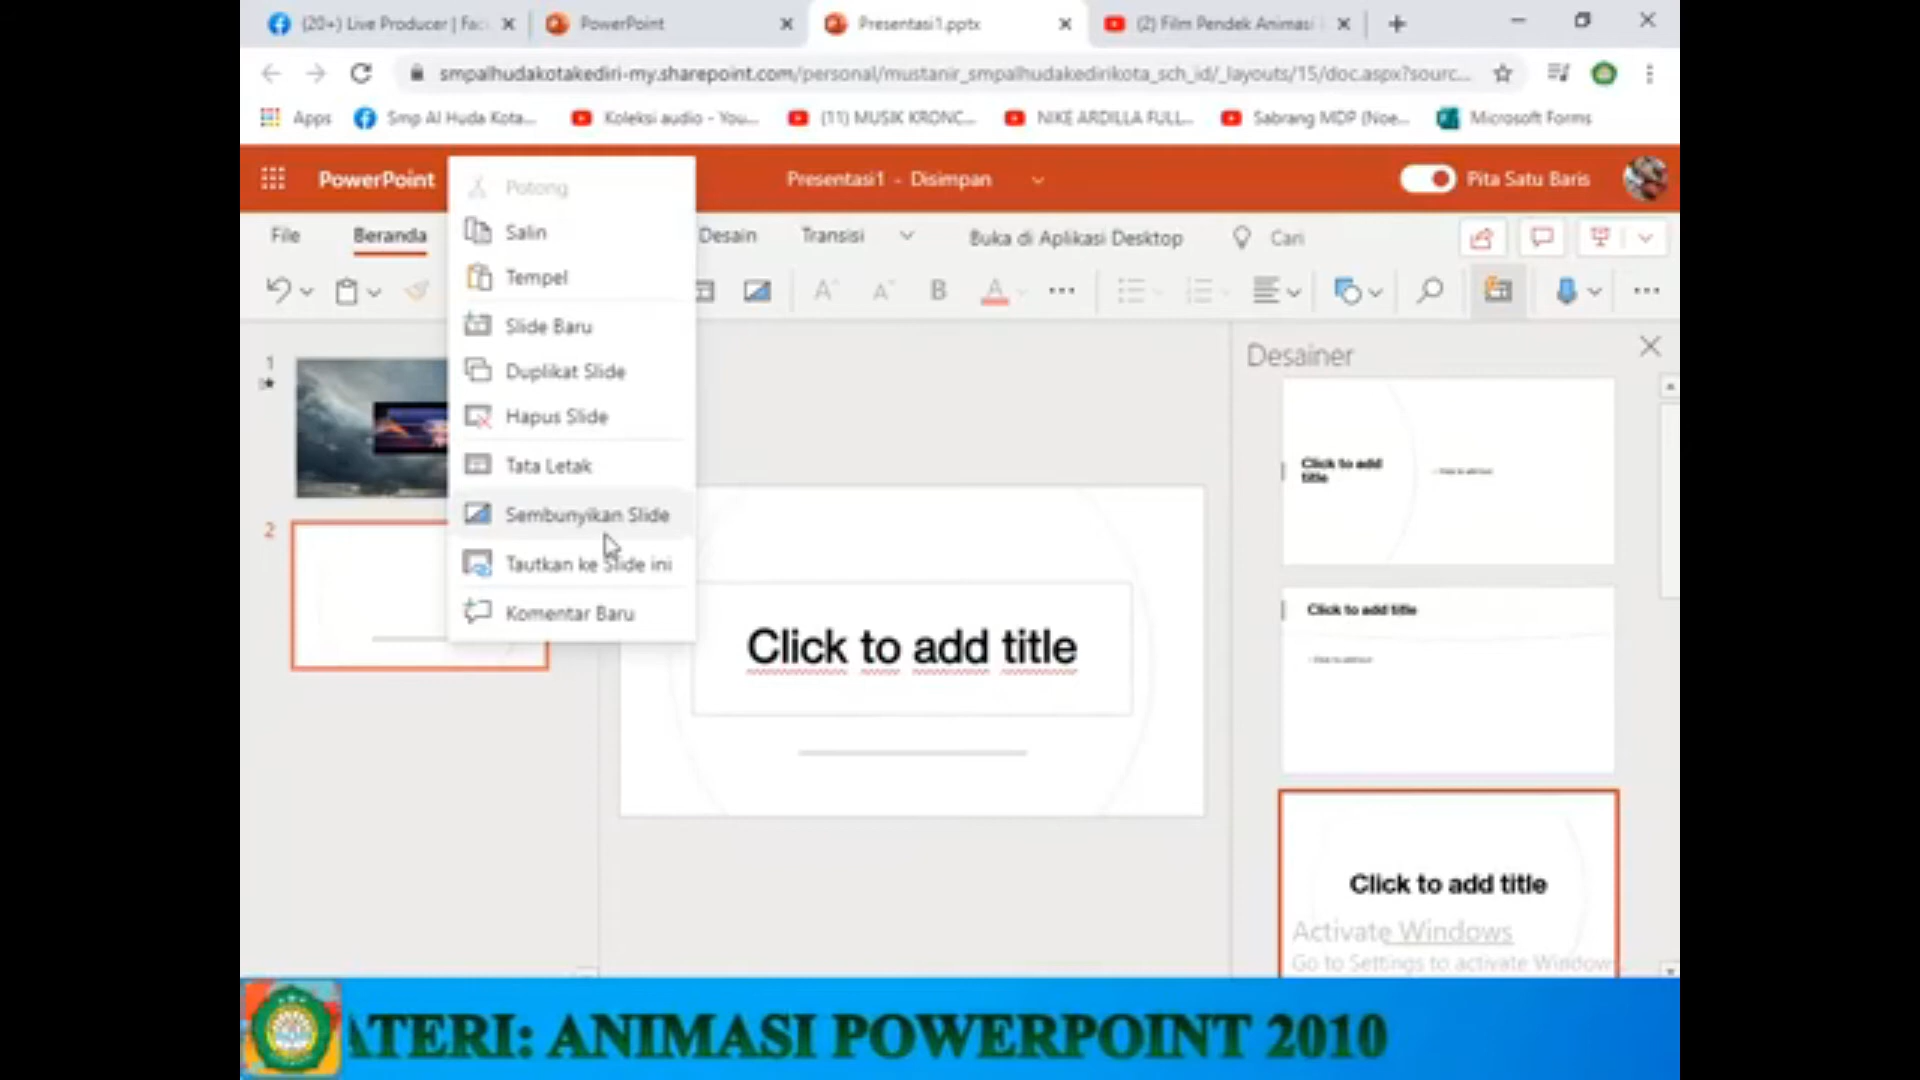 (20+) Live Producer | Fac
PowerPoint
Presentasi1.pptx
(2) Film Pendek Animasi
smpalhudakotakediri-my.sharepoint.com/personal/mustanir_smpalhudakedirikota_sch_id/_layouts/15/doc.aspx?sourc...
Apps
Smp Al Huda Kota...
Koleksi audio - You...
(11) MUSIK KRONC...
NIKE ARDILLA FULL...
Sabrang MDP (Noe...
Microsoft Forms
PowerPoint
Presentasi1 - Disimpan
Pita Satu Baris
File
Beranda
Desain
Transisi
Buka di Aplikasi Desktop
Cari
Potong
Salin
Tempel
Slide Baru
Duplikat Slide
Hapus Slide
Tata Letak
Sembunyikan Slide
Tautkan ke Slide ini
Komentar Baru
1
2
Click to add title
Desainer
Click to add
title
Click to add title
Click to add title
Activate Windows
Go to Settings to activate Window
ATERI: ANIMASI POWERPOINT 2010